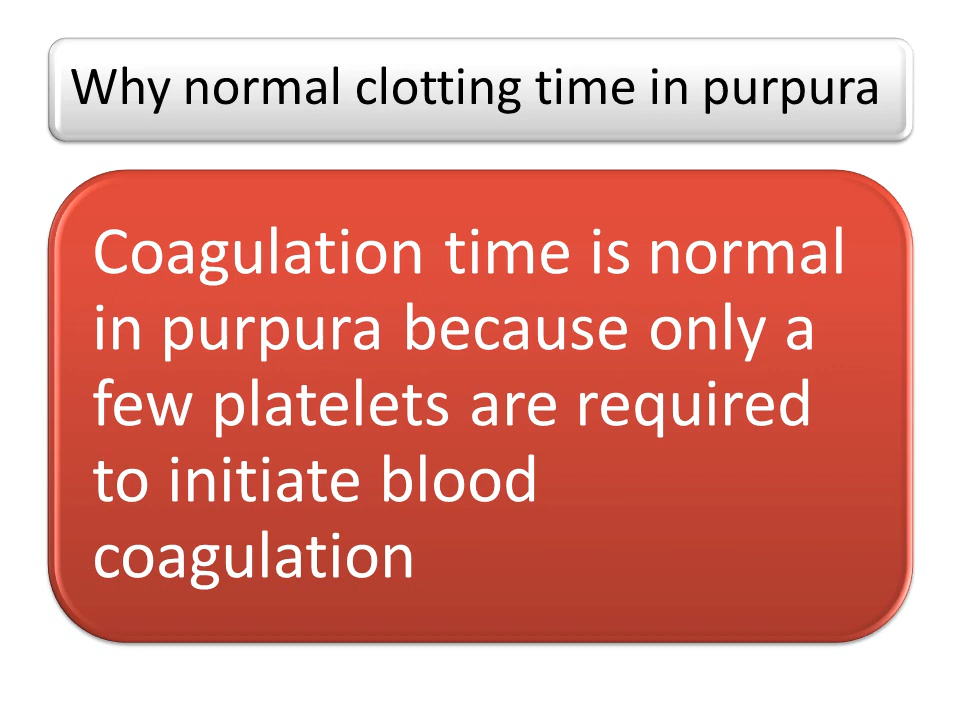 Why normal clotting time in purpura
Coagulation time is normal
in purpura because only a
few platelets are required
to initiate blood
coagulation